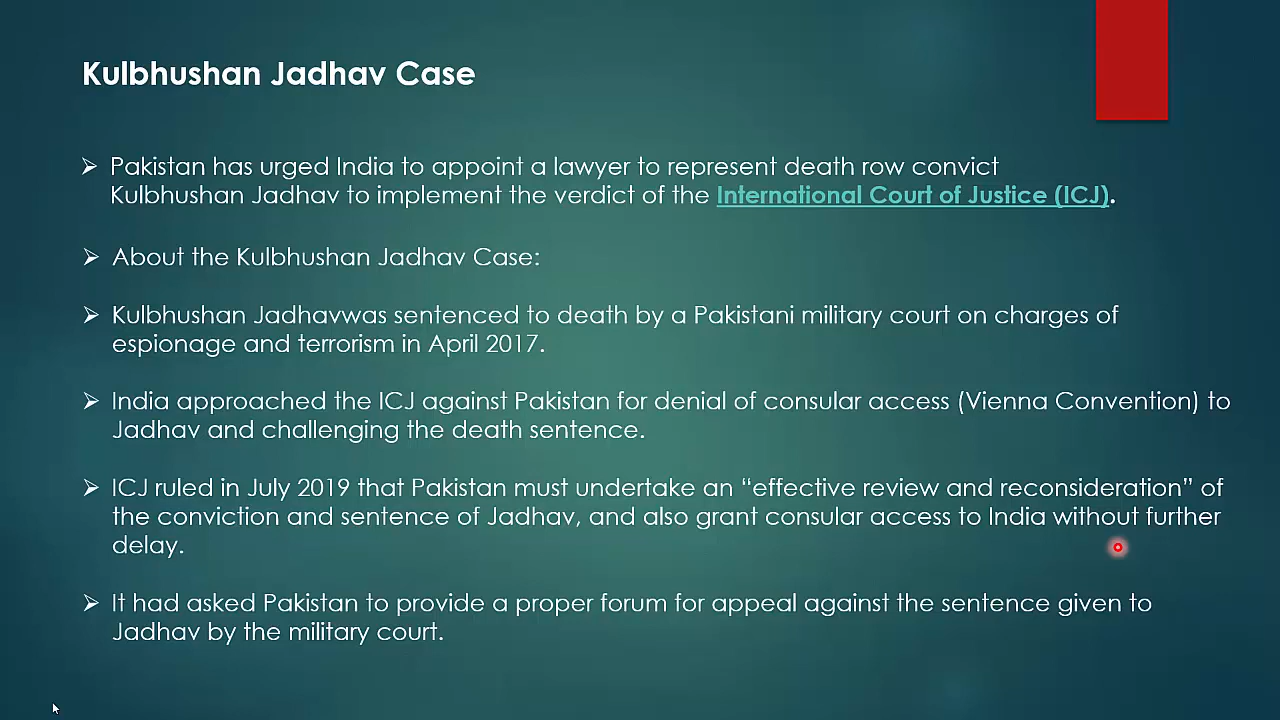 Kulbhushan Jadhav Case
Pakistan has urged India to appoint a lawyer to represent death row convict
Kulbhushan Jadhav to implement the verdict of the International Court of Justice (ICJ).
About the Kulbhushan Jadhav Case:
Kulbhushan Jadhavwas sentenced to death by a Pakistani military court on charges of
espionage and terrorism in April 2017.
India approached the ICJ against Pakistan for denial of consular access (Vienna Convention) to
Jadhav and challenging the death sentence.
ICJ ruled in July 2019 that Pakistan must undertake an “effective review and reconsideration” of
the conviction and sentence of Jadhav, and also grant consular access to India without further
delay.
It had asked Pakistan to provide a proper forum for appeal against the sentence given to
Jadhav by the military court.